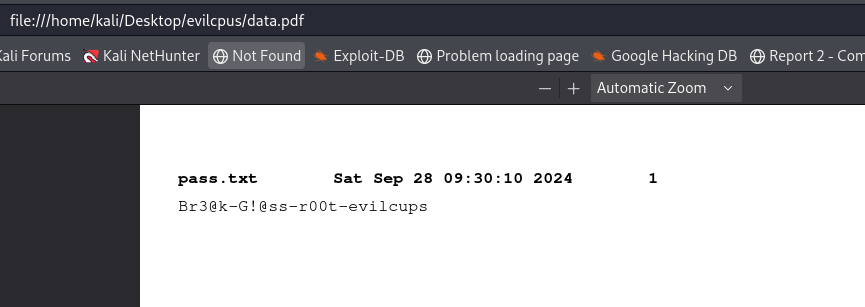 file:///home/kali/Desktop/evilcpus/data.pdf
Kali Forums Kali NetHunter Not Found Exploit-DB Problem loading page Google Hacking DB Report 2 - Com
− + Automatic Zoom
pass.txt Sat Sep 28 09:30:10 2024 1
Br3@k-G!@ss-r00t-evilcups